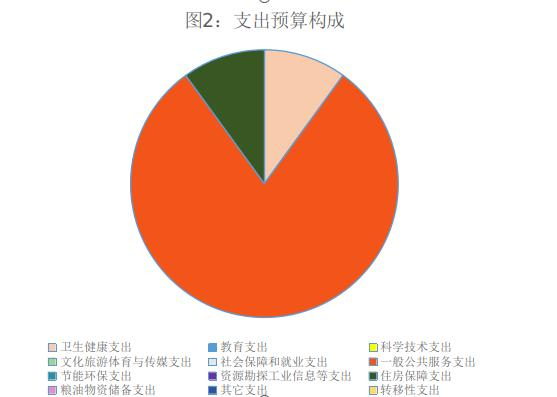 图2：支出预算构成
卫生健康支出 教育支出 科学技术支出
文化旅游体育与传媒支出 社会保障和就业支出 一般公共服务支出
节能环保支出 资源勘探工业信息等支出 住房保障支出
粮油物资储备支出 其它支出 转移性支出